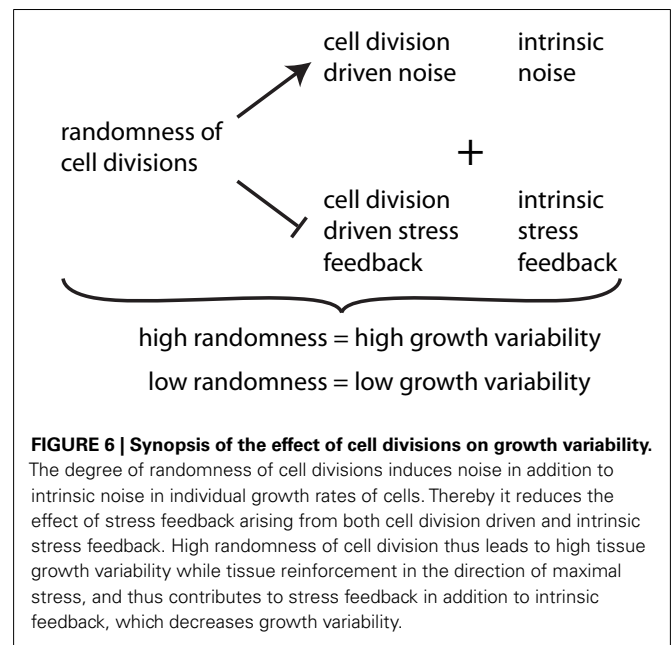 cell division intrinsic
driven noise noise
randomness of
cell divisions
+
cell division intrinsic
driven stress stress
feedback feedback
high randomness = high growth variability
low randomness = low growth variability
FIGURE 6 | Synopsis of the effect of cell divisions on growth variability.
The degree of randomness of cell divisions induces noise in addition to
intrinsic noise in individual growth rates of cells. Thereby it reduces the
effect of stress feedback arising from both cell division driven and intrinsic
stress feedback. High randomness of cell division thus leads to high tissue
growth variability while tissue reinforcement in the direction of maximal
stress, and thus contributes to stress feedback in addition to intrinsic
feedback, which decreases growth variability.